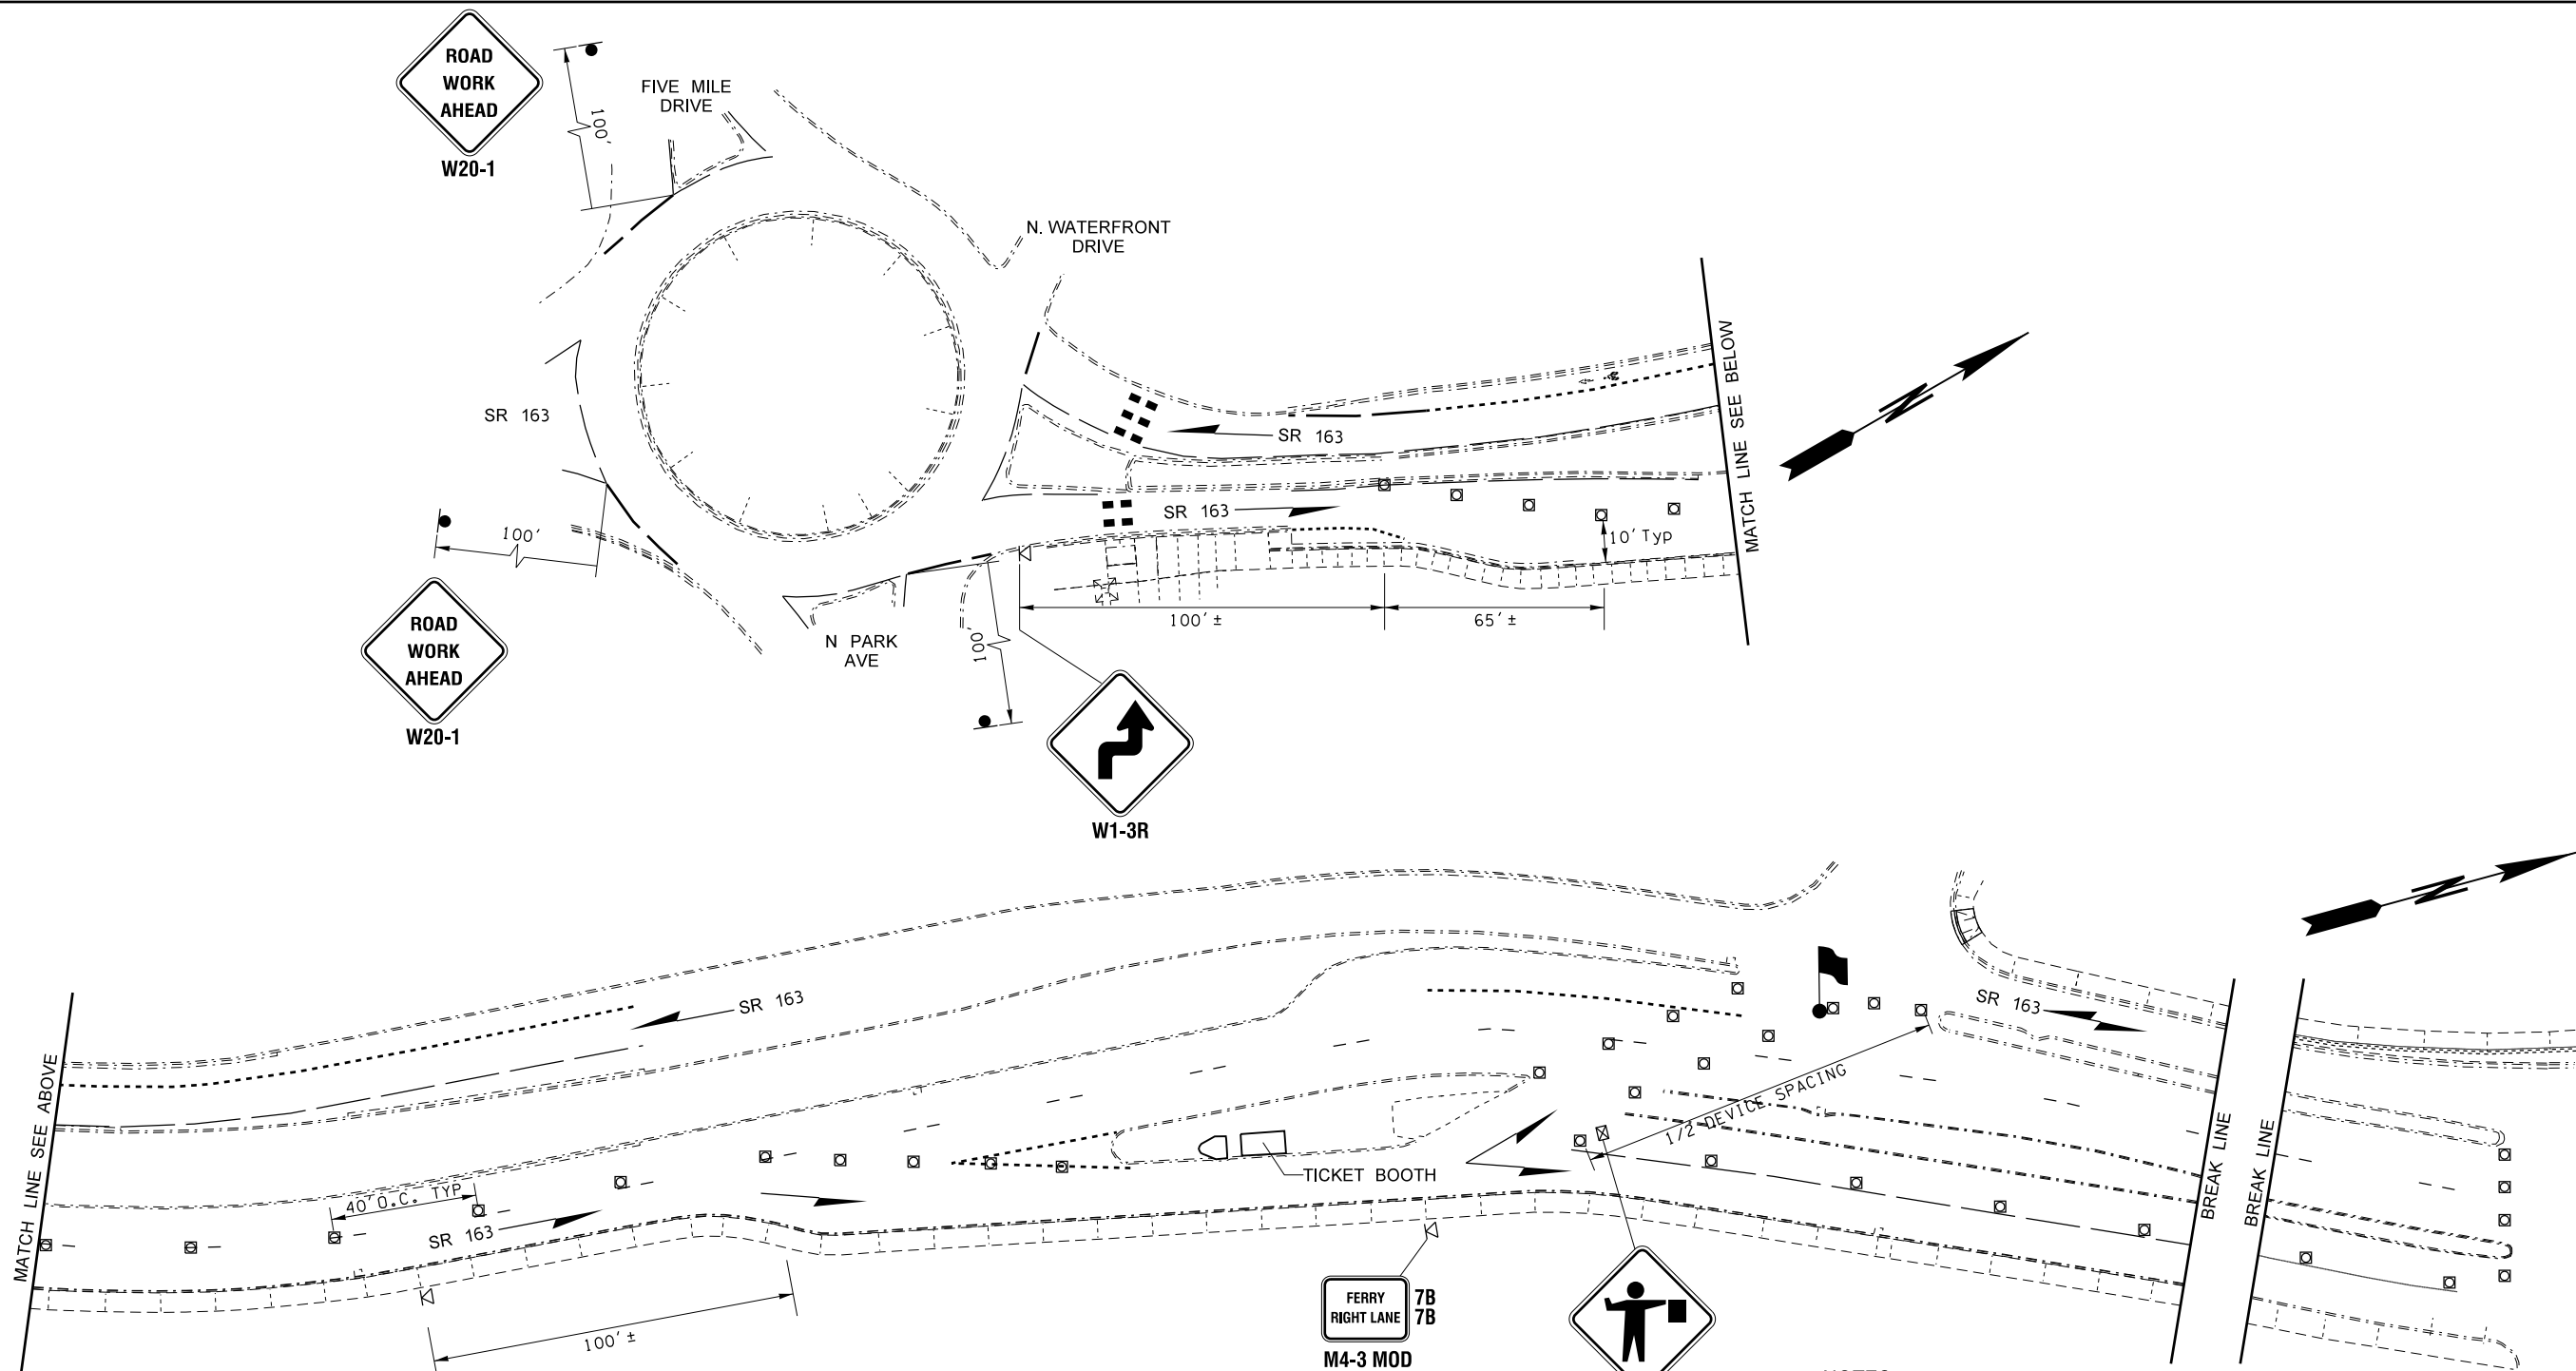 ROAD
WORK
AHEAD
W20-1
100'
FIVE MILE
DRIVE
N. WATERFRONT
DRIVE
SR 163
SR 163
SR 163
MATCH LINE SEE BELOW
N
100'
10' Typ
100' ±
65' ±
N PARK
AVE
100'
ROAD
WORK
AHEAD
W20-1
W1-3R
N
MATCH LINE SEE ABOVE
SR 163
SR 163
1/2 DEVICE SPACING
TICKET BOOTH
40' O.C. TYP
SR 163
BREAK LINE
BREAK LINE
FERRY
RIGHT LANE
7B
7B
M4-3 MOD
100' ±